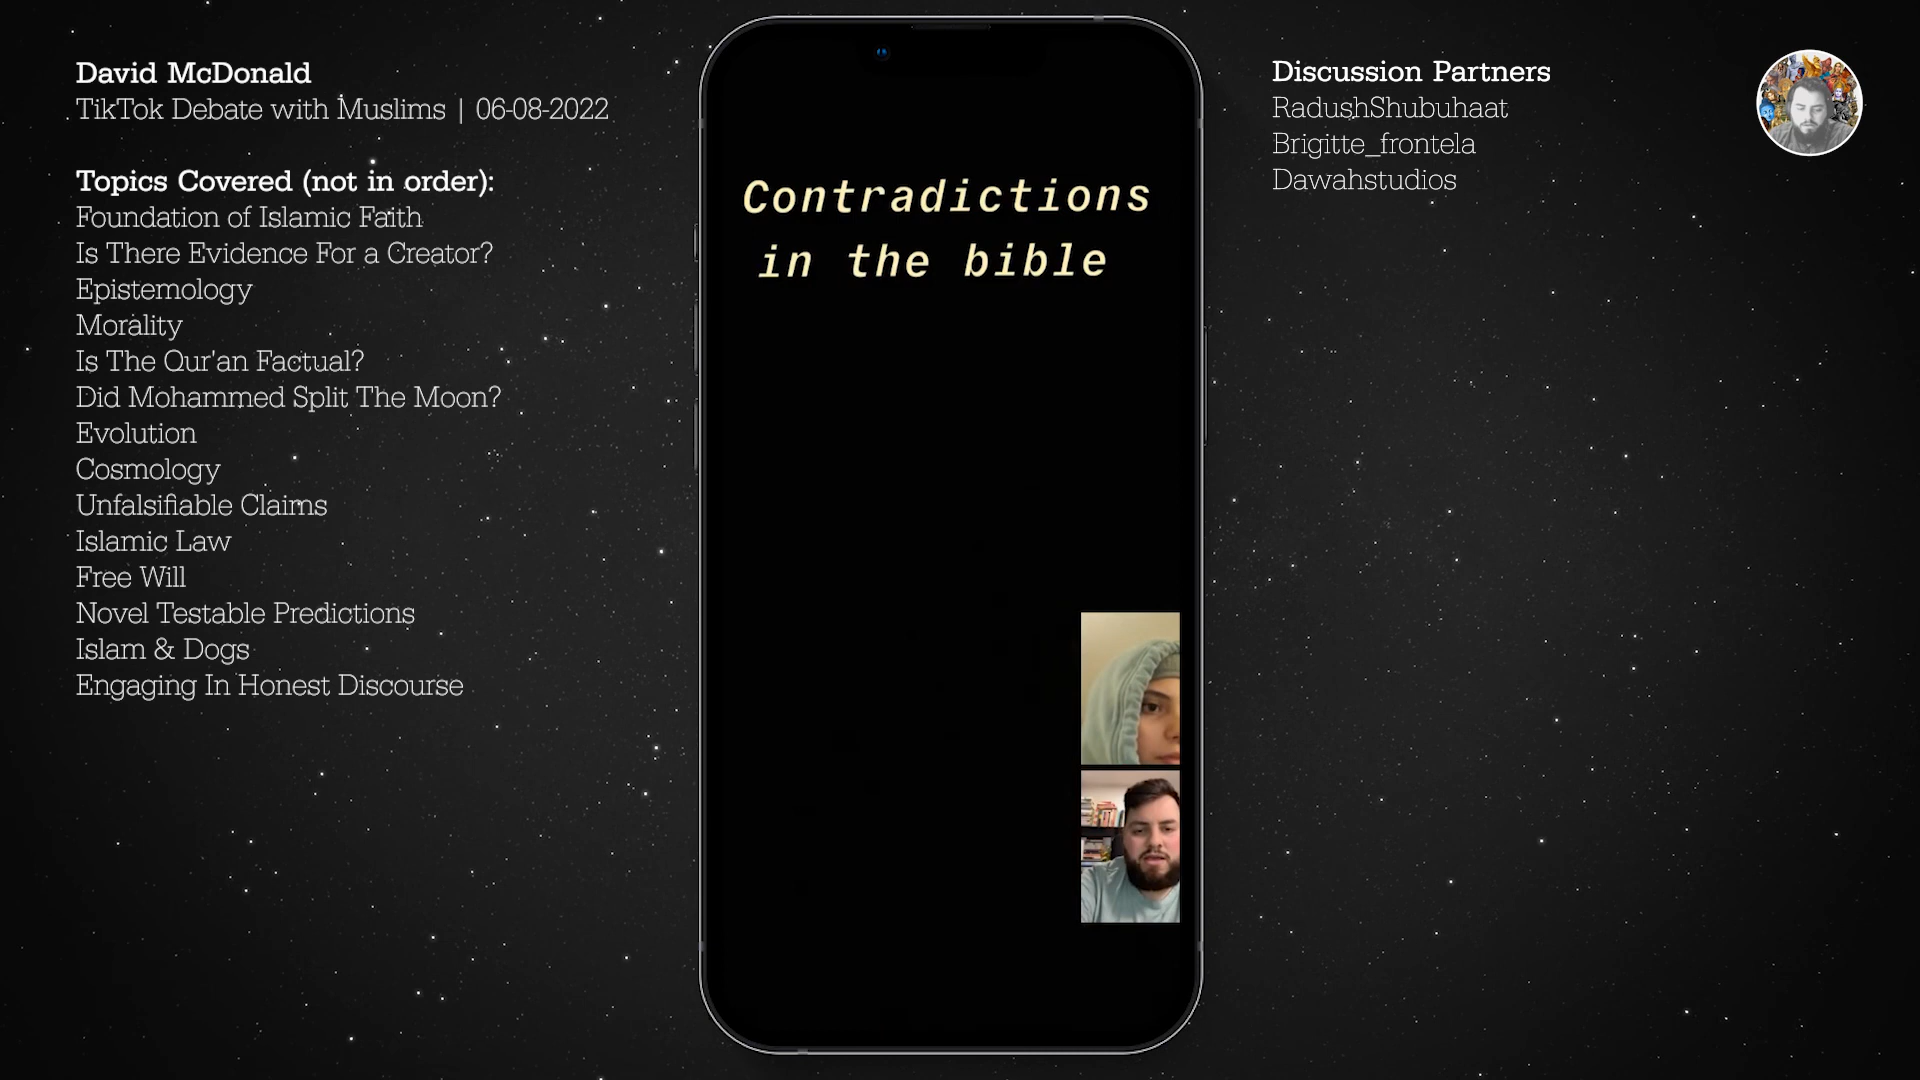 David McDonald
TikTok Debate with Muslims | 06-08-2022
Topics Covered (not in order):
Foundation of Islamic Faith
Is There Evidence For a Creator?
Epistemology
Morality
Is The Qur'an Factual?
Did Mohammed Split The Moon?
Evolution
Cosmology
Unfalsifiable Claims
Islamic Law
Free Will
Novel Testable Predictions
Islam & Dogs
Engaging In Honest Discourse
Contradictions
in the bible
Discussion Partners
RadushShubuhaat
Brigitte_frontela
Dawahstudios